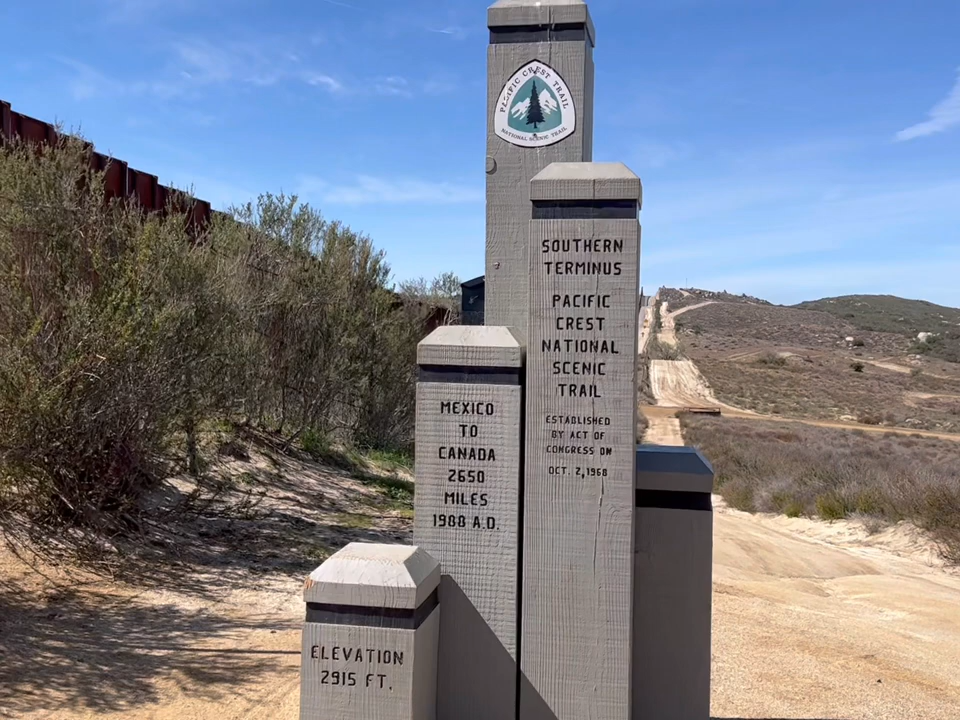 PACIFIC CREST TRAIL
NATIONAL SCENIC TRAIL
SOUTHERN
TERMINUS
PACIFIC
CREST
NATIONAL
SCENIC
TRAIL
ESTABLISHED
BY ACT OF
CONGRESS ON
OCT. 2,1968
MEXICO
TO
CANADA
2650
MILES
1988 A.D.
ELEVATION
2915 FT.